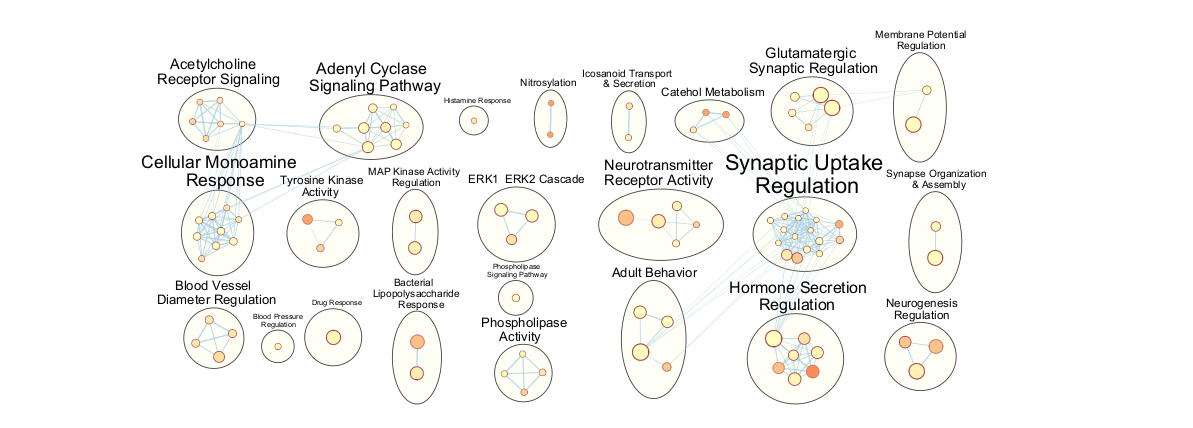 Membrane Potential
Regulation
Glutamatergic
Synaptic Regulation
Acetylcholine
Receptor Signaling
Adenyl Cyclase
Signaling Pathway
Icosanoid Transport
& Secretion
Nitrosylation
Catehol Metabolism
Histamine Response
Cellular Monoamine
Response
Tyrosine Kinase
Activity
MAP Kinase Activity
Regulation
ERK1 ERK2 Cascade
Neurotransmitter
Receptor Activity
Synaptic Uptake
Regulation
Synapse Organization
& Assembly
Phospholipase
Signaling Pathway
Adult Behavior
Blood Vessel
Diameter Regulation
Bacterial
Lipopolysaccharide
Response
Hormone Secretion
Regulation
Drug Response
Neurogenesis
Regulation
Blood Pressure
Regulation
Phospholipase
Activity